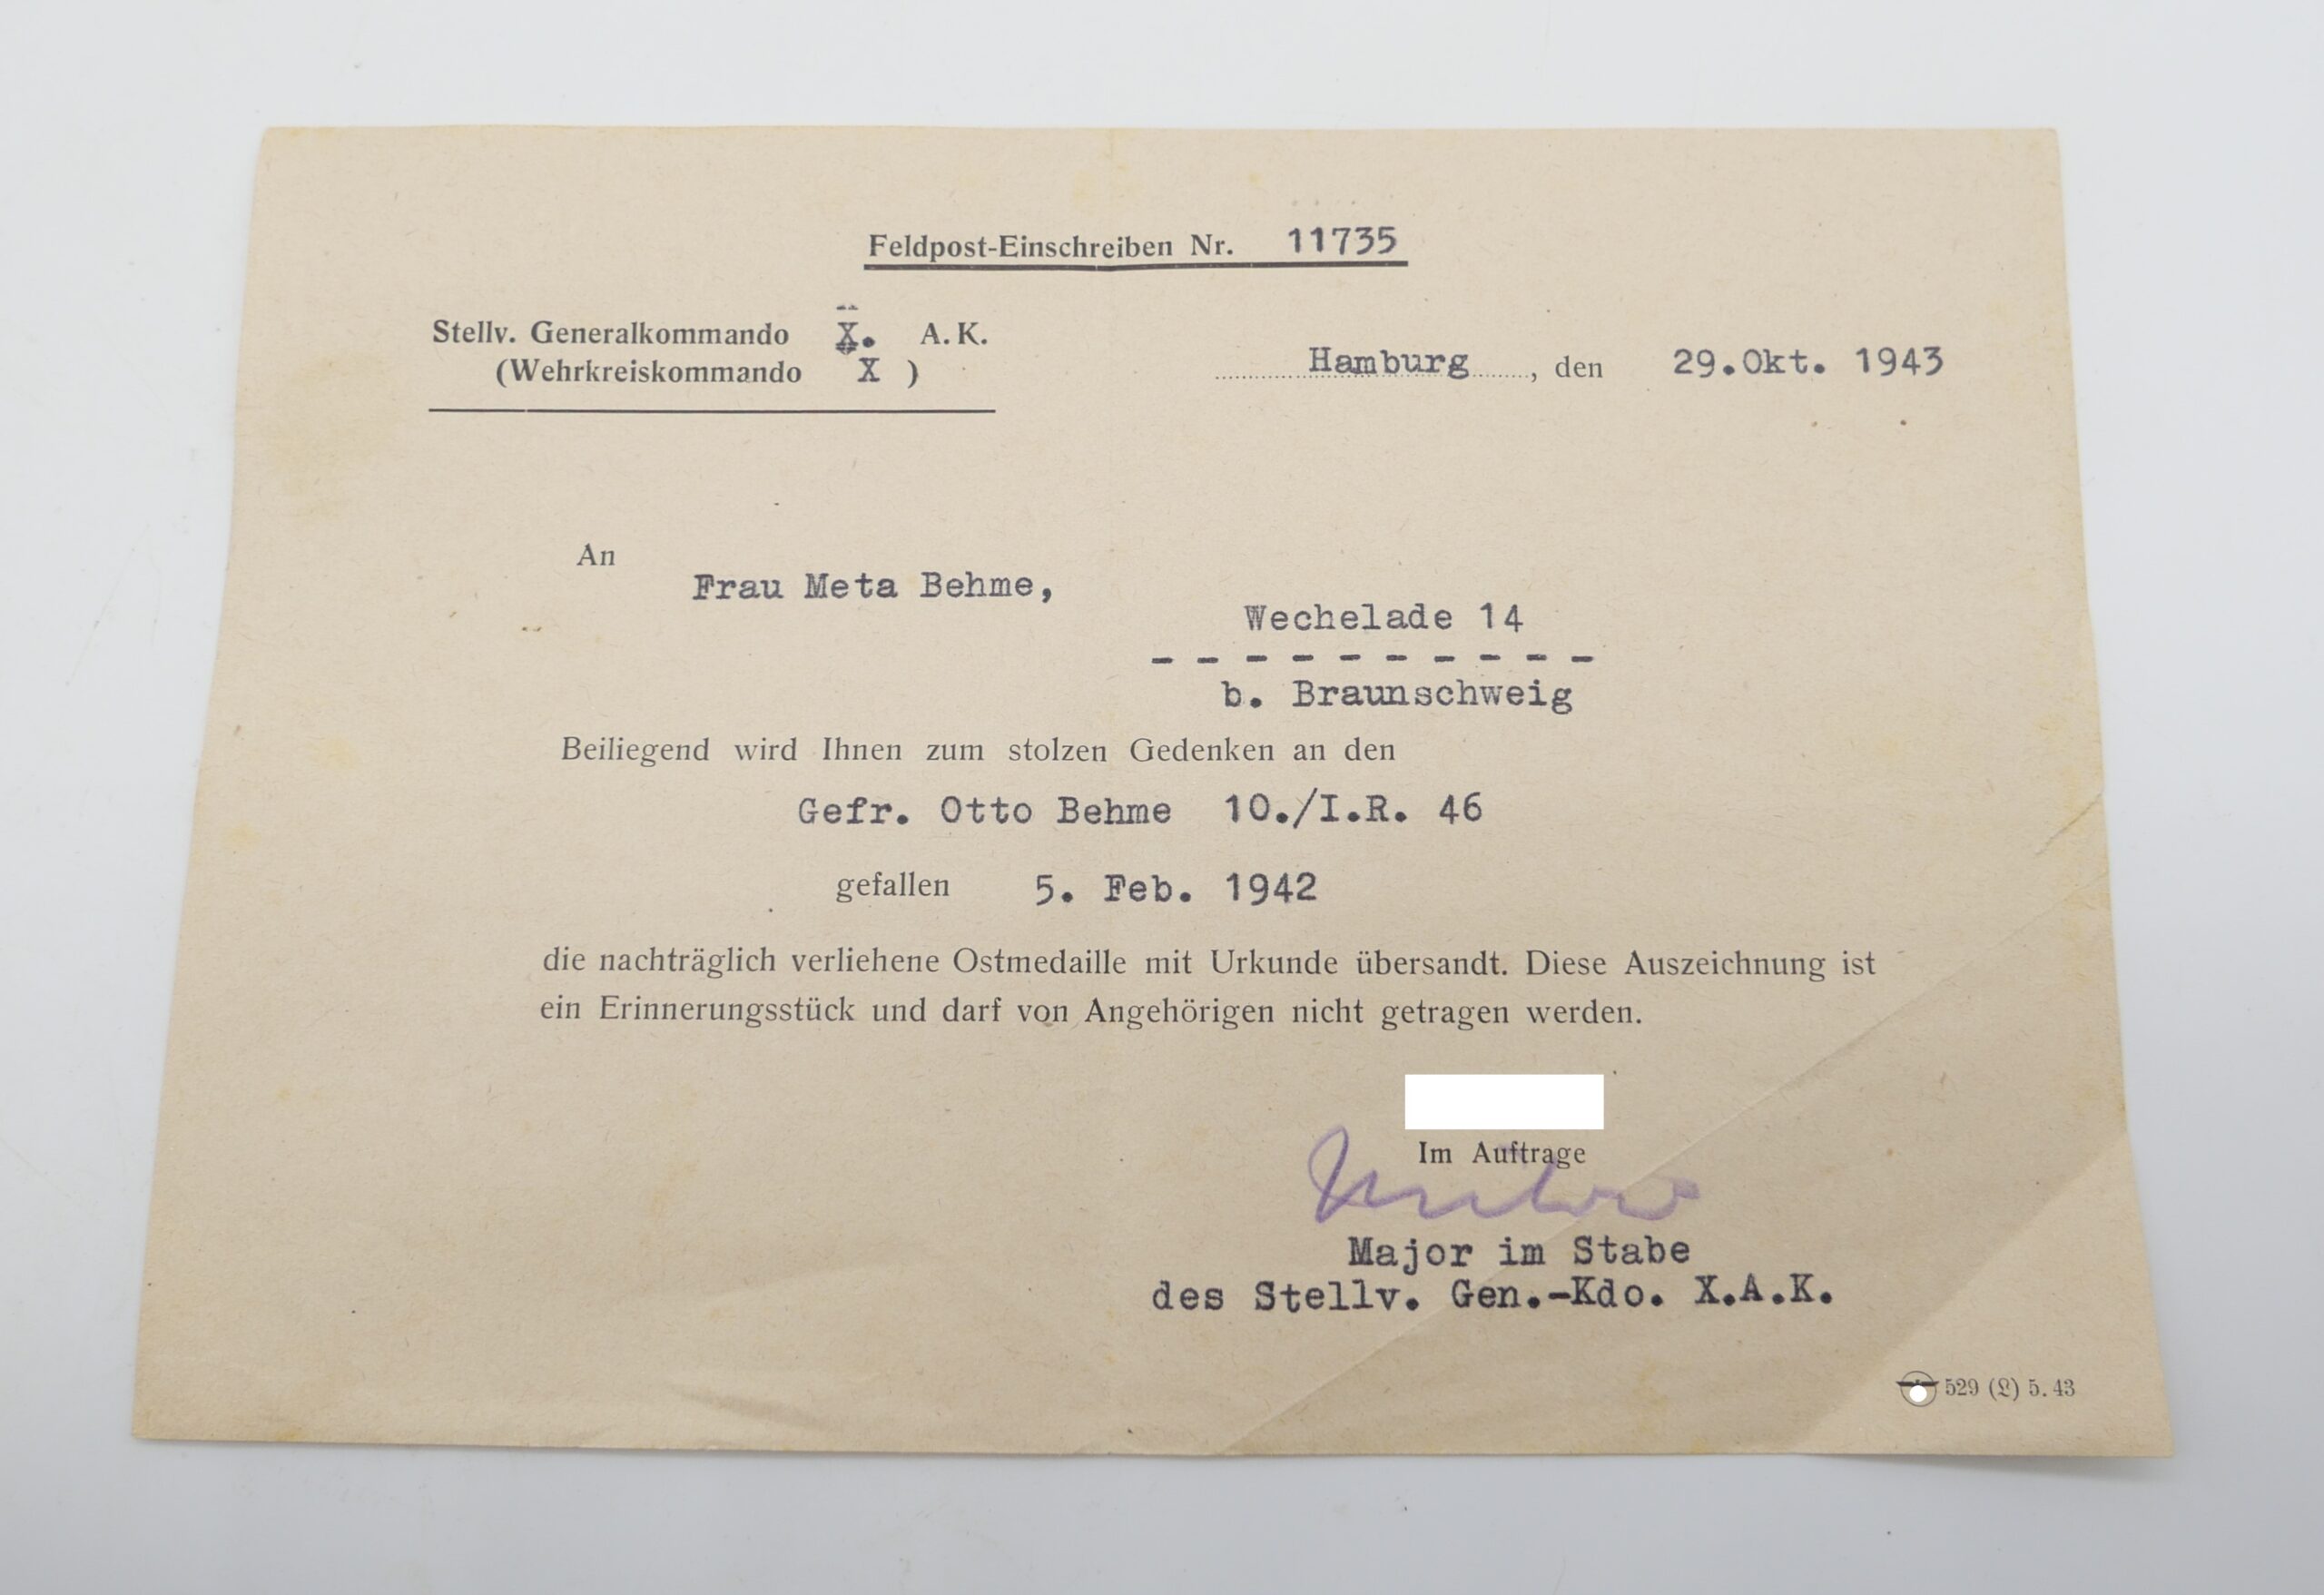 Feldpost-Einschreiben Nr. 11735
Stellv. Generalkommando X. A.K.
(Wehrkreiskommando X )
Hamburg, den 29.Okt. 1943
An
Frau Meta Behme,
Wechelade 14
b. Braunschweig
Beiliegend wird Ihnen zum stolzen Gedenken an den
Gefr. Otto Behme 10./I.R. 46
gefallen 5. Feb. 1942
die nachträglich verliehene Ostmedaille mit Urkunde übersandt. Diese Auszeichnung ist
ein Erinnerungsstück und darf von Angehörigen nicht getragen werden.
Im Auftrage
Major im Stabe
des Stellv. Gen.-Kdo. X.A.K.
529 (L) 5. 43